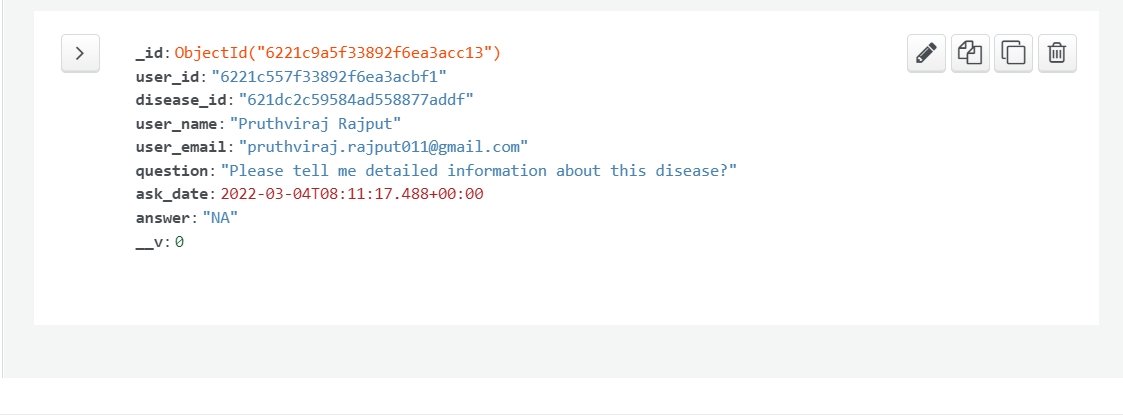 _id: ObjectId("6221c9a5f33892f6ea3acc13")
user_id: "6221c557f33892f6ea3acbf1"
disease_id: "621dc2c59584ad558877addf"
user_name: "Pruthviraj Rajput"
user_email: "pruthviraj.rajput011@gmail.com"
question: "Please tell me detailed information about this disease?"
ask_date: 2022-03-04T08:11:17.488+00:00
answer: "NA"
__v: 0